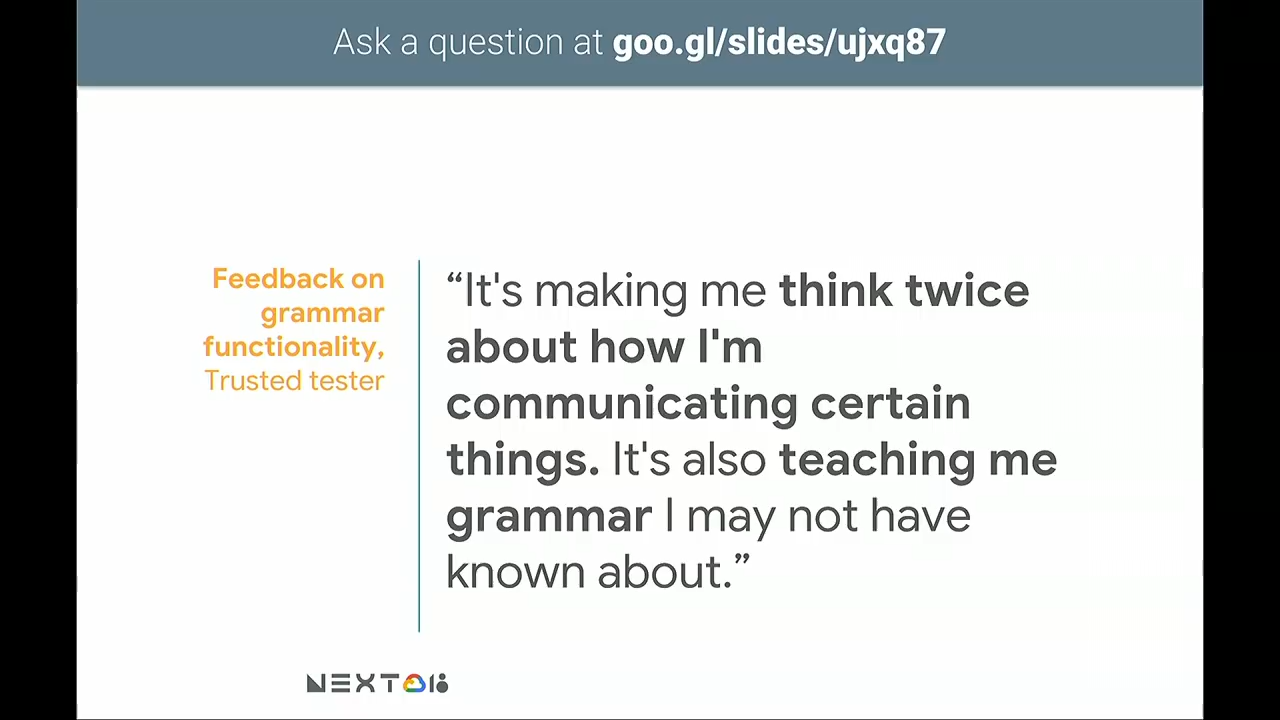 Ask a question at goo.gl/slides/ujxq87
Feedback on
grammar
functionality,
Trusted tester
“It's making me think twice
about how I'm
communicating certain
things. It's also teaching me
grammar I may not have
known about.”
NEXT18